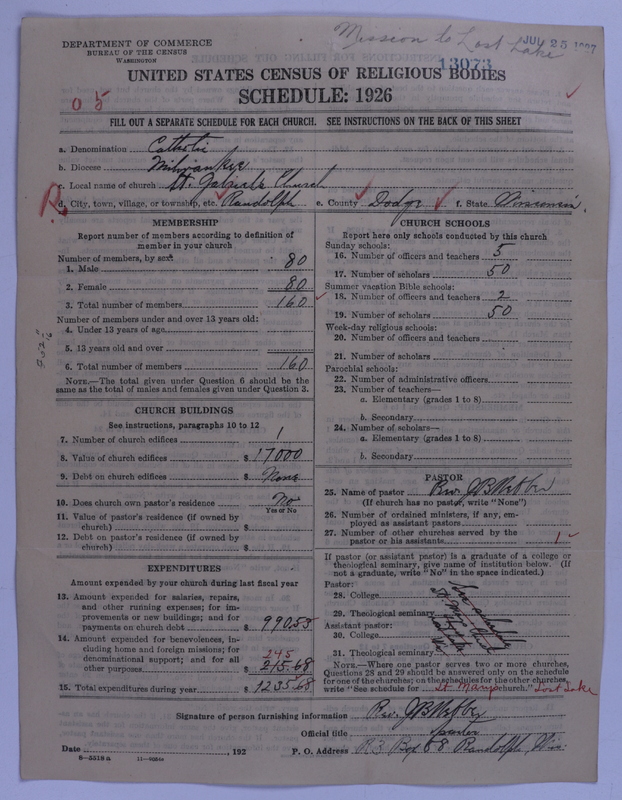 DEPARTMENT OF COMMERCE
BUREAU OF THE CENSUS
WASHINGTON
Mission to Lost Lake
JUL 25 1927
13073
UNITED STATES CENSUS OF RELIGIOUS BODIES
SCHEDULE: 1926
0 5
FILL OUT A SEPARATE SCHEDULE FOR EACH CHURCH. SEE INSTRUCTIONS ON THE BACK OF THIS SHEET
a. Denomination Catholic
b. Diocese Milwaukee
c. Local name of church St. Gabriels Church
R
d. City, town, village, or township, etc. Randolph e. County Dodge f. State Wisconsin
MEMBERSHIP
Report number of members according to definition of
member in your church
Number of members, by sex:
1. Male 80
2. Female 80
3. Total number of members 160
Number of members under and over 13 years old:
4. Under 13 years of age
5. 13 years old and over
6. Total number of members 160
NOTE.—The total given under Question 6 should be
same as the total of males and females given under Question 3.
CHURCH BUILDINGS
See instructions, paragraphs 10 to 12
7. Number of church edifices 1
8. Value of church edifices $ 17000
9. Debt on church edifices $ None
10. Does church own pastor's residence No
Yes or No
11. Value of pastor's residence (if owned by
church) $
12. Debt on pastor's residence (if owned by
church) $
EXPENDITURES
Amount expended by your church during last fiscal year
13. Amount expended for salaries, repairs,
and other running expenses; for im-
provements or new buildings; and for
payments on church debt $ 990.55
14. Amount expended for benevolences, in-
cluding home and foreign missions; for
denominational support; and for all 245
other purposes $ 215.68
15. Total expenditures during year $ 1235.68
CHURCH SCHOOLS
Report here only schools conducted by this church
Sunday schools:
16. Number of officers and teachers 5
17. Number of scholars 50
Summer vacation Bible schools:
18. Number of officers and teachers 2
19. Number of scholars 50
Week-day religious schools:
20. Number of officers and teachers
21. Number of scholars
Parochial schools:
22. Number of administrative officers
23. Number of teachers—
a. Elementary (grades 1 to 8)
b. Secondary
24. Number of scholars—
a. Elementary (grades 1 to 8)
b. Secondary
PASTOR
25. Name of pastor Rev. J B
(If church has no pastor, write "None")
26. Number of ordained ministers, if any, em-
ployed as assistant pastors
27. Number of other churches served by the
pastor or his assistants 1
If pastor (or assistant pastor) is a graduate of a college or
theological seminary, give name of institution below. (If
not a graduate, write "No" in the space indicated.)
Pastor:
28. College
29. Theological seminary
Assistant pastor:
30. College
31. Theological seminary
NOTE.—Where one pastor serves two or more churches,
Questions 28 and 29 should be answered only on the schedule
for one of the churches; on the schedules for the other churches,
write "See schedule for St Marys church." Lost Lake
Signature of person furnishing information Rev. J B
Official title pastor
Date , 192 P. O. Address R 3 Box 68 Randolph, Wis.
8—5318a 11—9054a